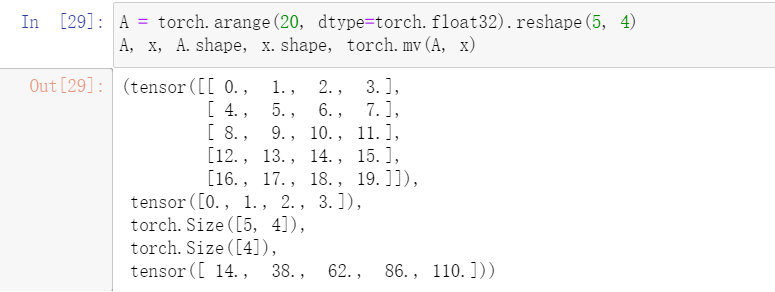 In [29]: A = torch.arange(20, dtype=torch.float32).reshape(5, 4)
A, x, A.shape, x.shape, torch.mv(A, x)
Out[29]: (tensor([[ 0.,  1.,  2.,  3.],
[ 4.,  5.,  6.,  7.],
[ 8.,  9., 10., 11.],
[12., 13., 14., 15.],
[16., 17., 18., 19.]]),
tensor([0., 1., 2., 3.]),
torch.Size([5, 4]),
torch.Size([4]),
tensor([ 14.,  38.,  62.,  86., 110.]))